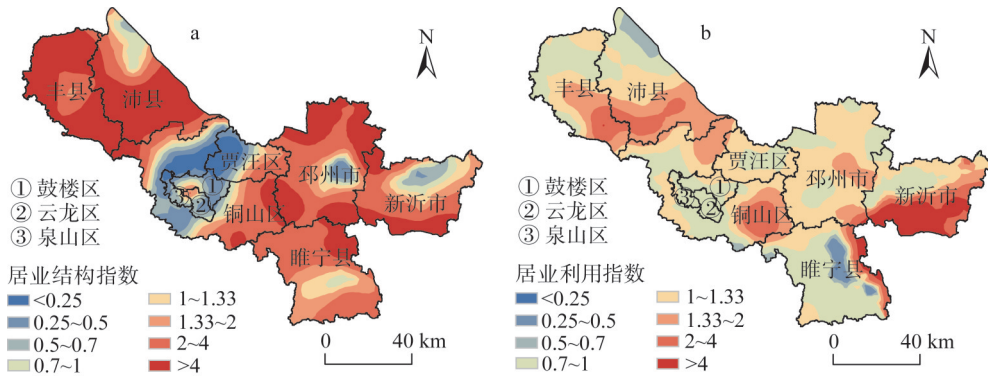 a
N
丰县
沛县
贾汪区
邳州市
①
②
③
铜山区
新沂市
睢宁县
① 鼓楼区
② 云龙区
③ 泉山区
居业结构指数
<0.25
0.25~0.5
0.5~0.7
0.7~1
1~1.33
1.33~2
2~4
>4
0 40 km
b
N
丰县
沛县
贾汪区
邳州市
①
②
③
铜山区
新沂市
睢宁县
① 鼓楼区
② 云龙区
③ 泉山区
居业利用指数
<0.25
0.25~0.5
0.5~0.7
0.7~1
1~1.33
1.33~2
2~4
>4
0 40 km